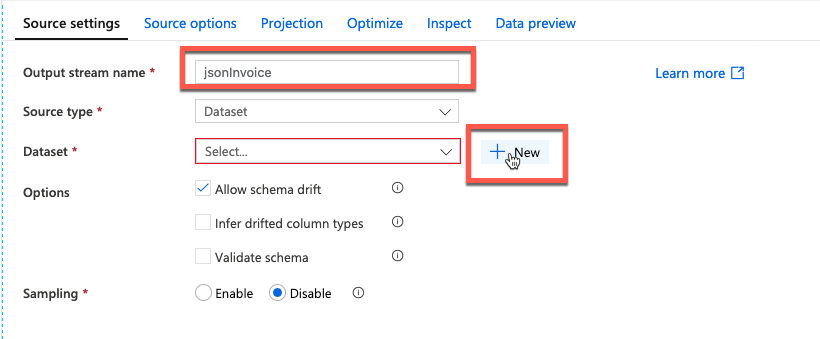 Source settings Source options Projection Optimize Inspect Data preview
Output stream name * jsonInvoice Learn more
Source type * Dataset
Dataset * Select... New
Options Allow schema drift
Infer drifted column types
Validate schema
Sampling * Enable Disable